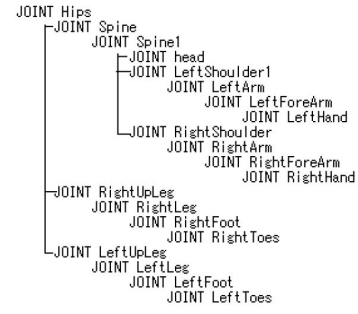 JOINT Hips
JOINT Spine
JOINT Spine1
JOINT head
JOINT LeftShoulder1
JOINT LeftArm
JOINT LeftForeArm
JOINT LeftHand
JOINT RightShoulder
JOINT RightArm
JOINT RightForeArm
JOINT RightHand
JOINT RightUpLeg
JOINT RightLeg
JOINT RightFoot
JOINT RightToes
JOINT LeftUpLeg
JOINT LeftLeg
JOINT LeftFoot
JOINT LeftToes